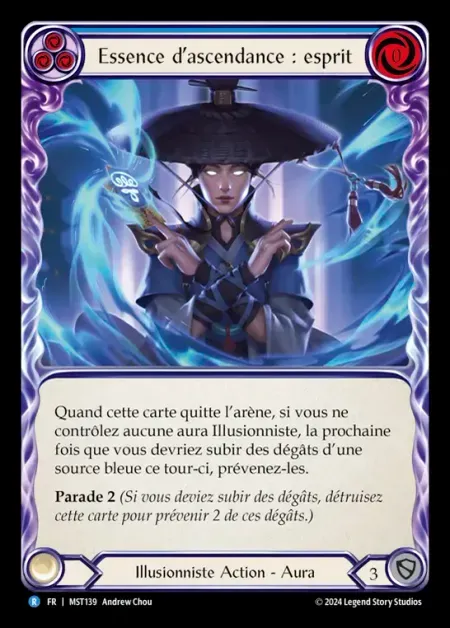 Essence d'ascendance : esprit
0
Quand cette carte quitte l'arène, si vous ne
contrôlez aucune aura Illusionniste, la prochaine
fois que vous devriez subir des dégâts d'une
source bleue ce tour-ci, prévenez-les.
Parade 2 (Si vous deviez subir des dégâts, détruisez
cette carte pour prévenir 2 de ces dégâts.)
Illusionniste Action - Aura
3
R FR | MST139 Andrew Chou
© 2024 Legend Story Studios